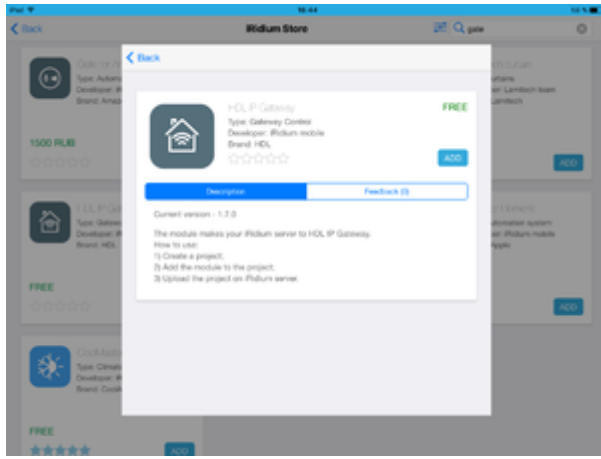 iPad
16:44
Back
iRidium Store
gate
Back
HDL IP Gateway
FREE
Type: Gateway Control
Developer: iRidium mobile
Brand: HDL
ADD
Description
Feedback (0)
Current version - 1.7.0
The module makes your iRidium server to HDL IP Gateway.
How to use:
1) Create a project.
2) Add the module to the project.
3) Upload the project on iRidium server.
1500 RUB
ADD
FREE
ADD
FREE
ADD